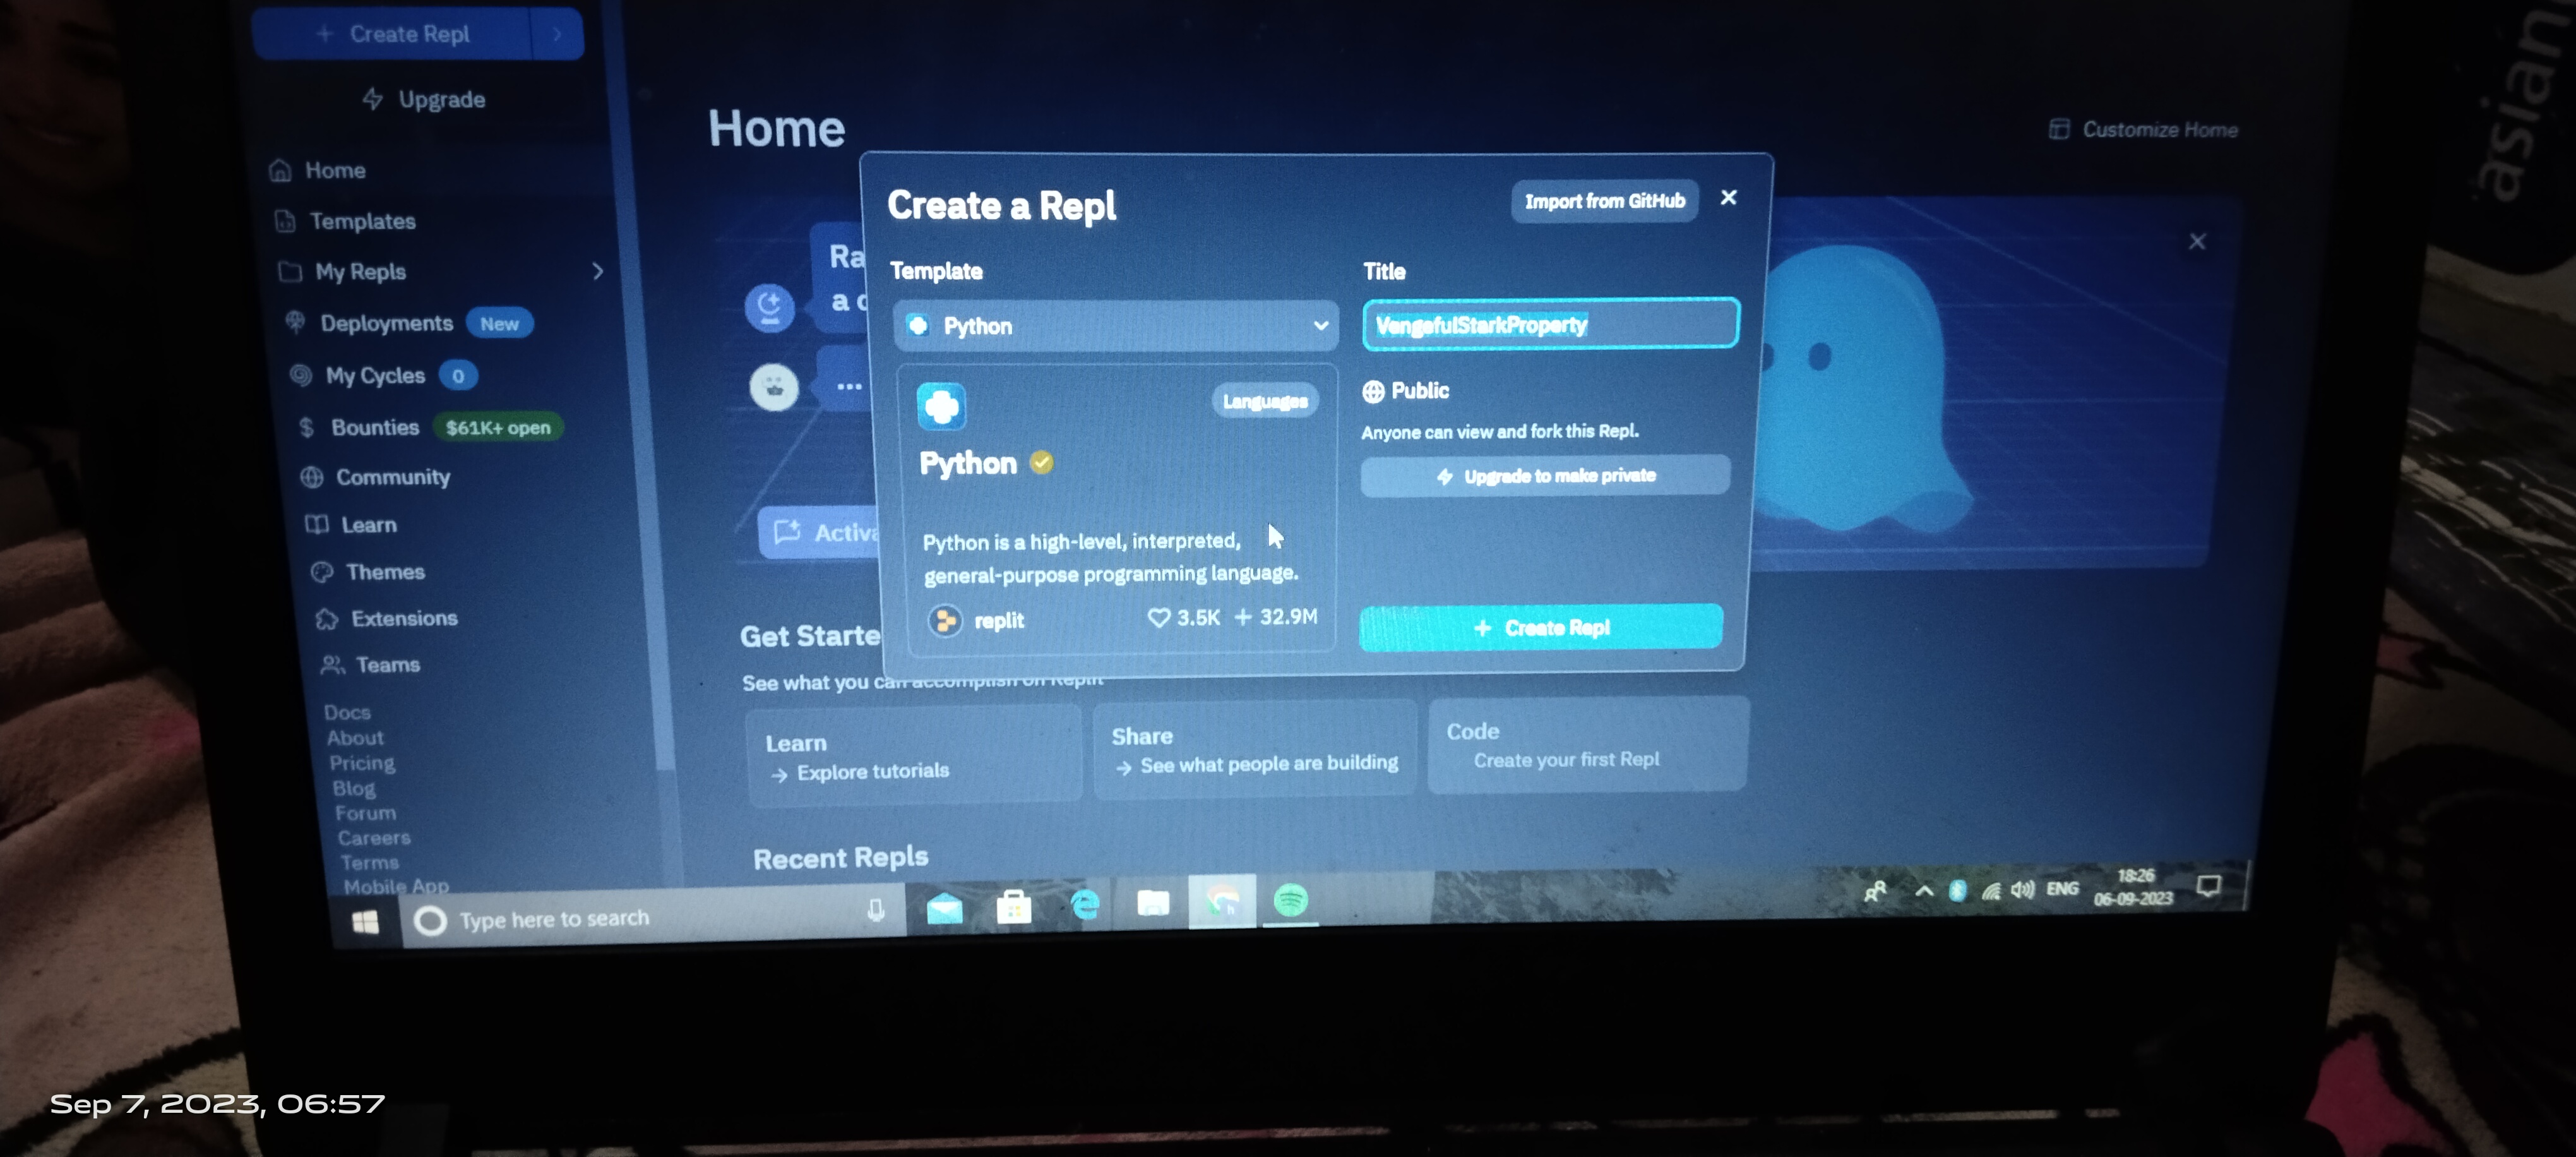 + Create Repl
Upgrade
Home
Templates
My Repls
Deployments New
My Cycles 0
Bounties $61K+ open
Community
Learn
Themes
Extensions
Teams
Docs
About
Pricing
Blog
Forum
Careers
Terms
Mobile App
Home
Customize Home
Ra
a c
...
Activa
Create a Repl
Import from GitHub
×
Template
Python
Languages
Python
Python is a high-level, interpreted,
general-purpose programming language.
replit
3.5K + 32.9M
Title
VengefulStarkProperty
Public
Anyone can view and fork this Repl.
Upgrade to make private
+ Create Repl
×
Get Starte
See what you can accomplish on Replit
Learn
→ Explore tutorials
Share
→ See what people are building
Code
Create your first Repl
Recent Repls
Type here to search
ENG
18:26
06-09-2023
asian
Sep 7, 2023, 06:57